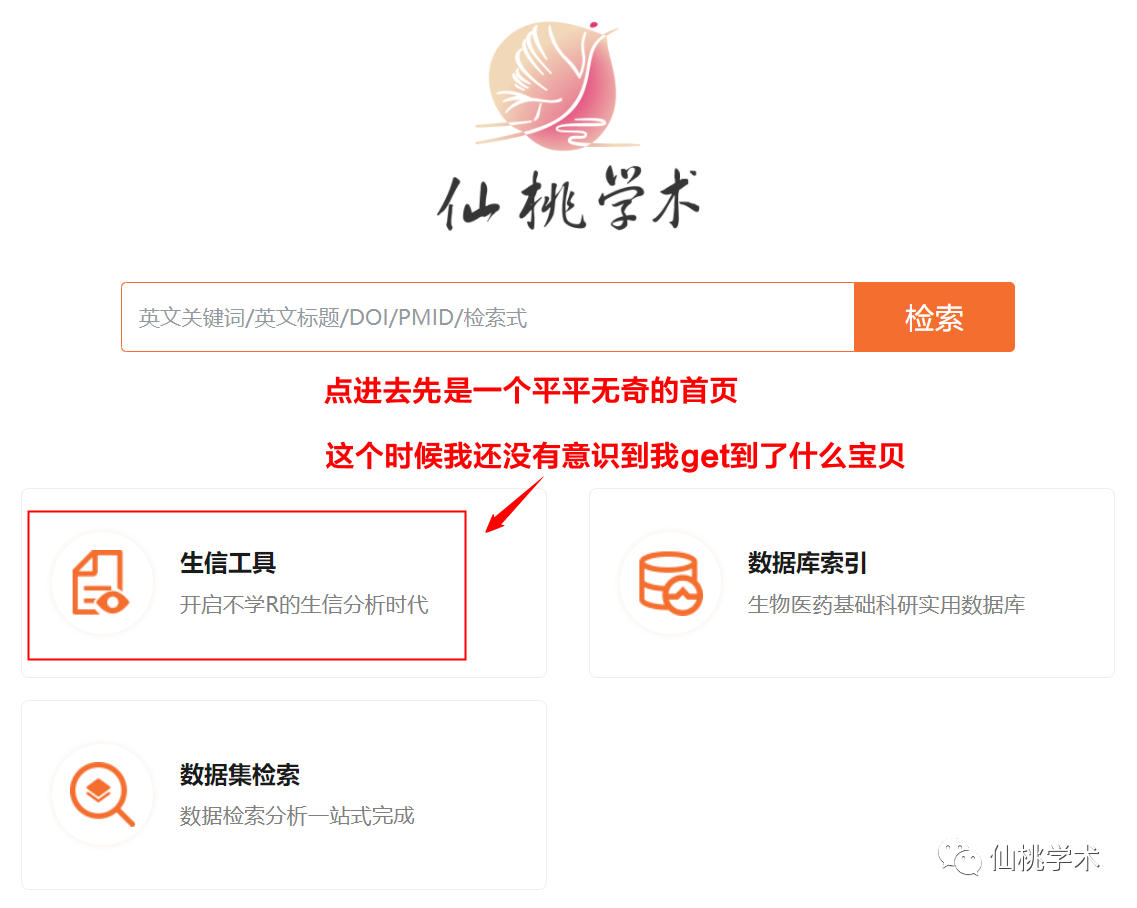 仙桃学术
英文关键词/英文标题/DOI/PMID/检索式
检索
点进去先是一个平平无奇的首页
这个时候我还没有意识到我get到了什么宝贝
生信工具
开启不学R的生信分析时代
数据库索引
生物医药基础科研实用数据库
数据集检索
数据检索分析一站式完成
仙桃学术